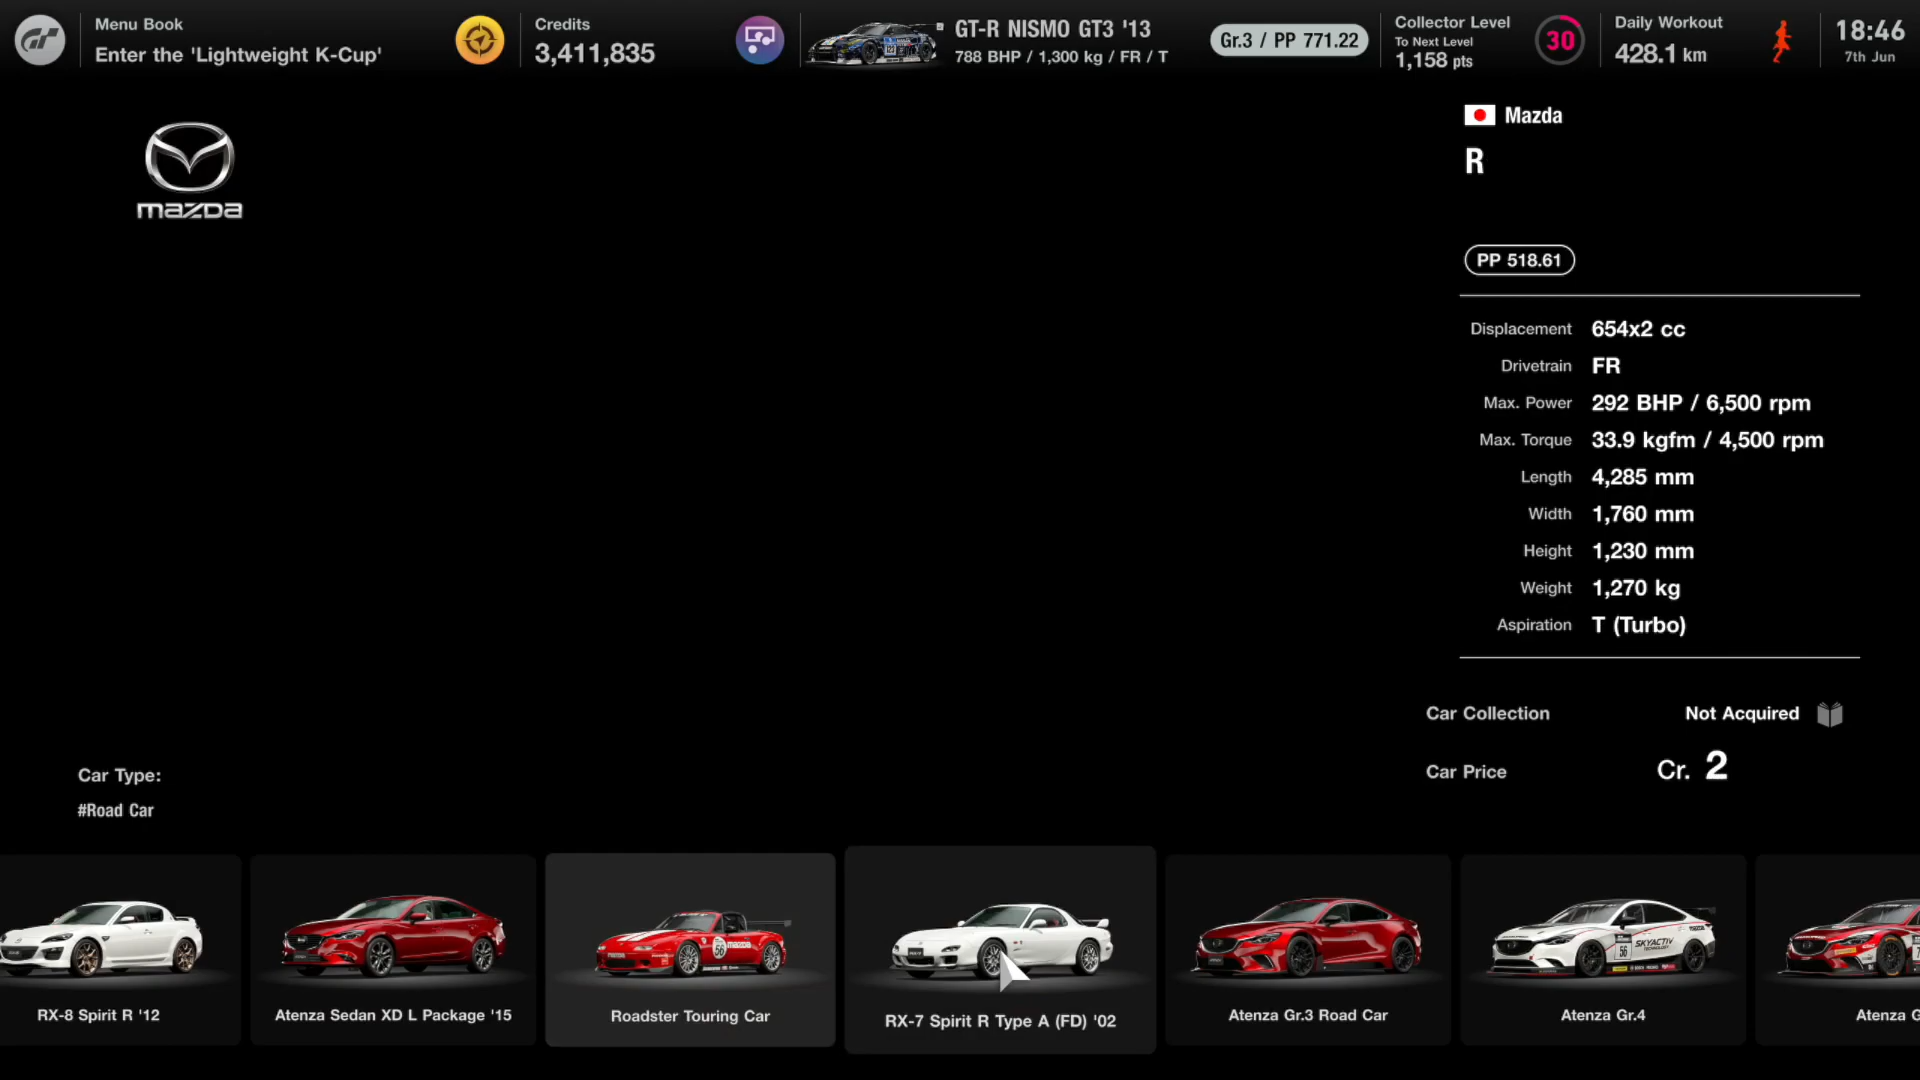 Menu Book
Enter the 'Lightweight K-Cup'
Credits
3,411,835
GT-R NISMO GT3 '13
788 BHP / 1,300 kg / FR / T
Gr.3 / PP 771.22
Collector Level
To Next Level
1,158 pts
30
Daily Workout
428.1 km
18:46
7th Jun
mazda
Mazda
R
PP 518.61
Displacement 654x2 cc
Drivetrain FR
Max. Power 292 BHP / 6,500 rpm
Max. Torque 33.9 kgfm / 4,500 rpm
Length 4,285 mm
Width 1,760 mm
Height 1,230 mm
Weight 1,270 kg
Aspiration T (Turbo)
Car Collection Not Acquired
Car Price Cr. 2
Car Type:
#Road Car
RX-8 Spirit R '12
Atenza Sedan XD L Package '15
Roadster Touring Car
RX-7 Spirit R Type A (FD) '02
Atenza Gr.3 Road Car
Atenza Gr.4
Atenza G